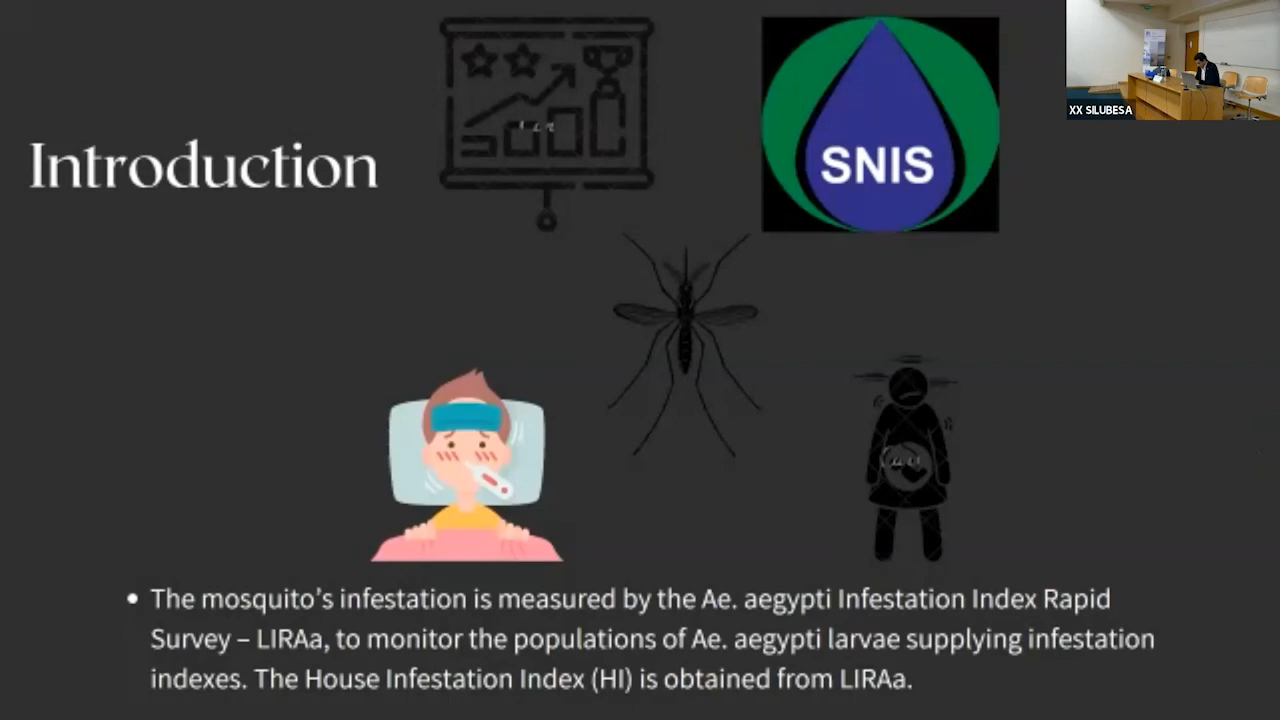 XX SILUBESA
Introduction
SNIS
• The mosquito's infestation is measured by the Ae. aegypti Infestation Index Rapid
Survey – LIRAa, to monitor the populations of Ae. aegypti larvae supplying infestation
indexes. The House Infestation Index (HI) is obtained from LIRAa.